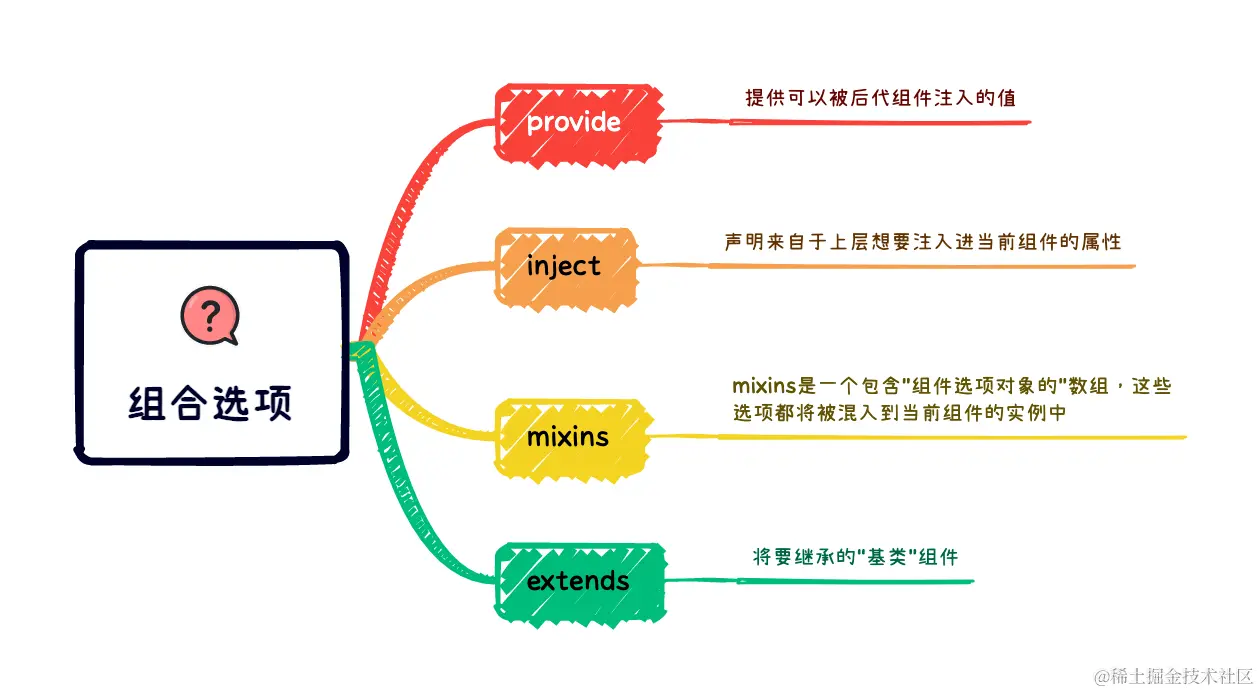 provide
提供可以被后代组件注入的值
inject
声明来自于上层想要注入进当前组件的属性
?
组合选项
mixins
mixins是一个包含"组件选项对象的"数组，这些
选项都将被混入到当前组件的实例中
extends
将要继承的"基类"组件
@稀土掘金技术社区